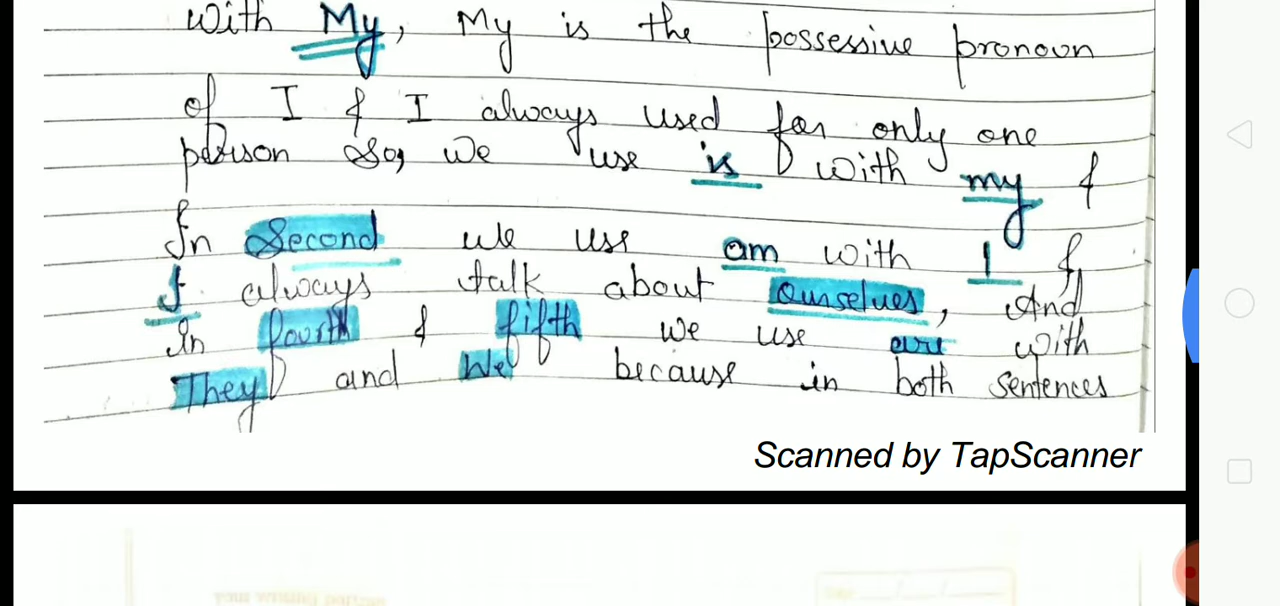 with My, My is the possessive pronoun
of I & I always used for only one
person So, we use is with my &
In Second we use am with I &
I always talk about ourselves, And
in fourth & fifth we use are with
They and We because in both sentences
Scanned by TapScanner